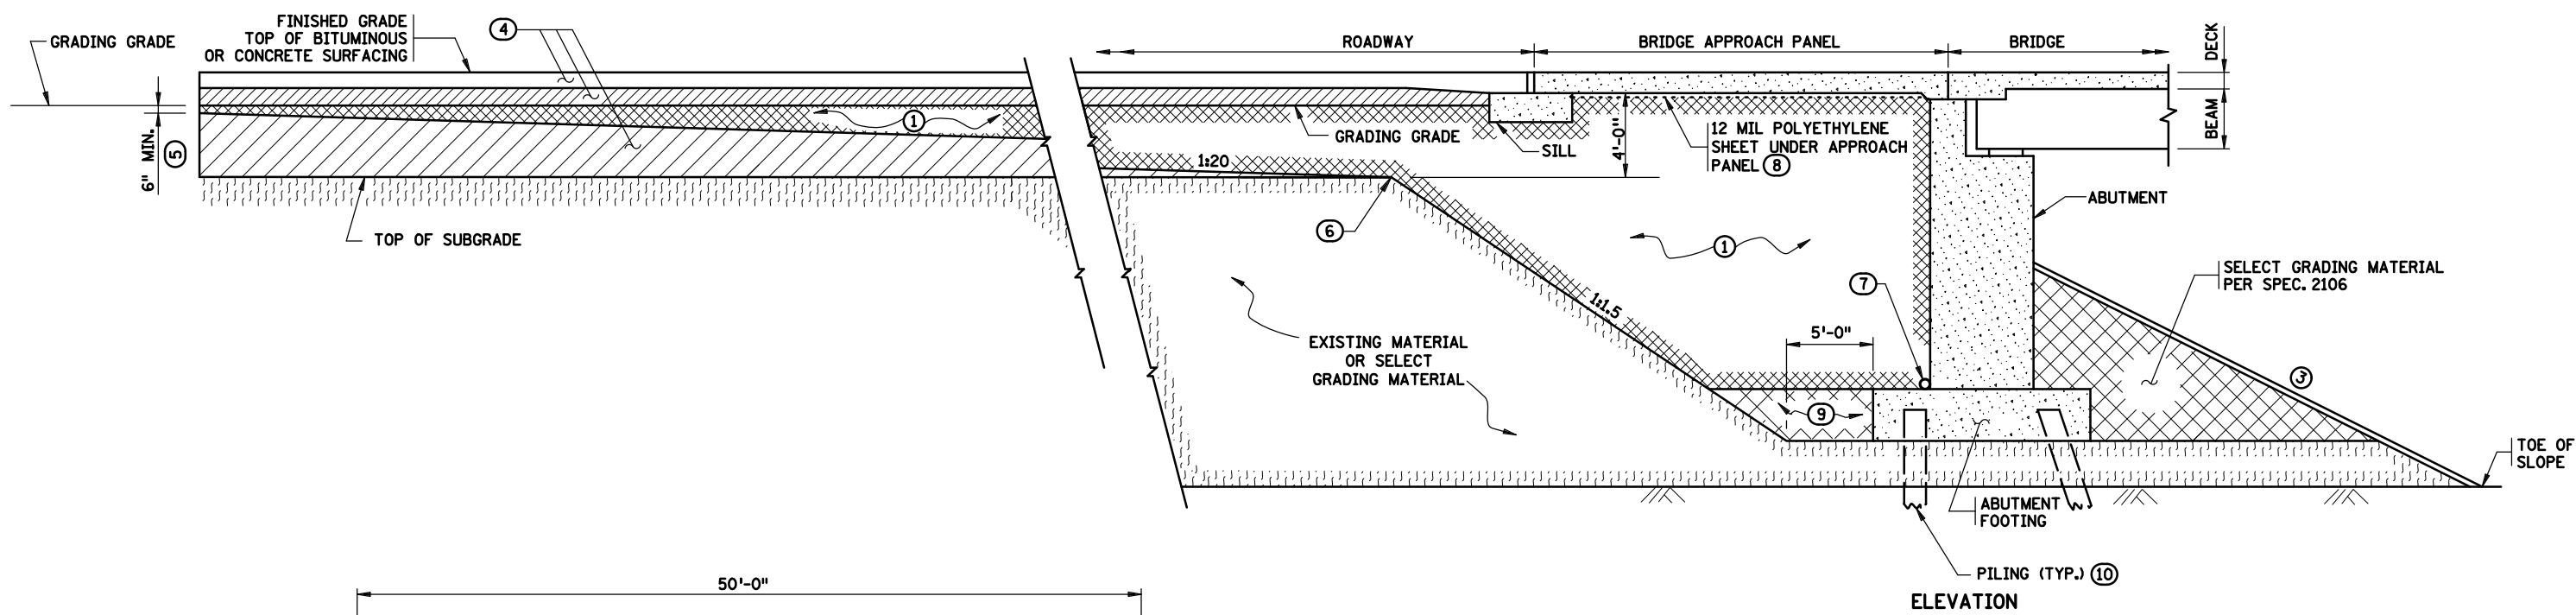 FINISHED GRADE
TOP OF BITUMINOUS
OR CONCRETE SURFACING
GRADING GRADE
4
ROADWAY
BRIDGE APPROACH PANEL
BRIDGE
DECK
BEAM
1
6" MIN.
5
GRADING GRADE
SILL
4'-0"
12 MIL POLYETHYLENE
SHEET UNDER APPROACH
PANEL 8
1:20
TOP OF SUBGRADE
6
1
ABUTMENT
7
SELECT GRADING MATERIAL
PER SPEC. 2106
1:1.5
EXISTING MATERIAL
OR SELECT
GRADING MATERIAL
5'-0"
3
9
TOE OF
SLOPE
ABUTMENT
FOOTING
PILING (TYP.) 10
50'-0"
ELEVATION